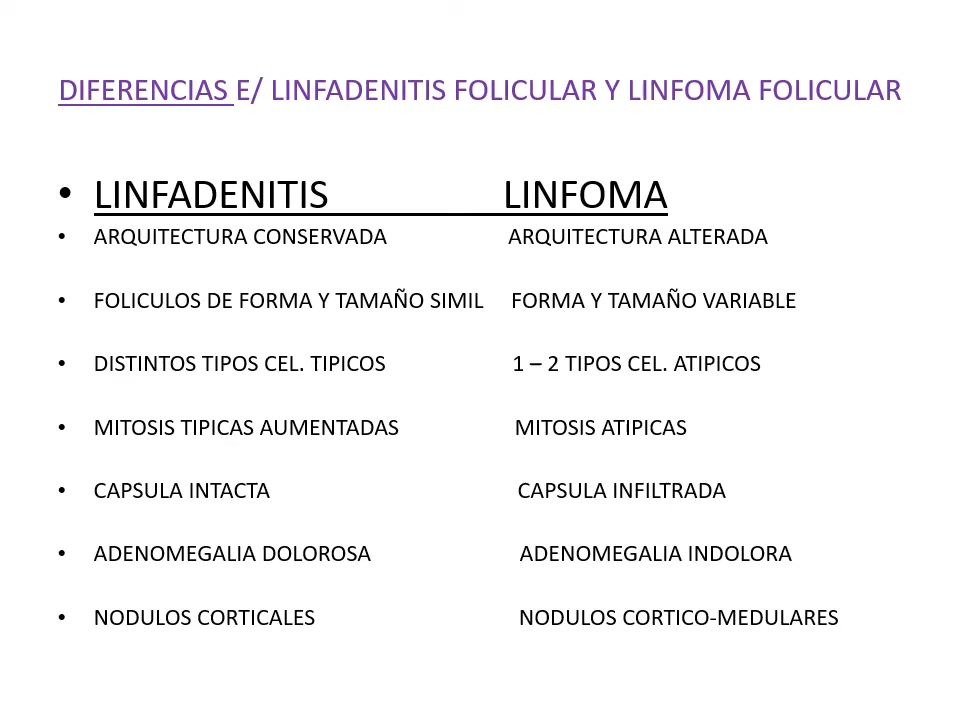 DIFERENCIAS E/ LINFADENITIS FOLICULAR Y LINFOMA FOLICULAR
• LINFADENITIS LINFOMA
• ARQUITECTURA CONSERVADA ARQUITECTURA ALTERADA
• FOLICULOS DE FORMA Y TAMAÑO SIMIL FORMA Y TAMAÑO VARIABLE
• DISTINTOS TIPOS CEL. TIPICOS 1 – 2 TIPOS CEL. ATIPICOS
• MITOSIS TIPICAS AUMENTADAS MITOSIS ATIPICAS
• CAPSULA INTACTA CAPSULA INFILTRADA
• ADENOMEGALIA DOLOROSA ADENOMEGALIA INDOLORA
• NODULOS CORTICALES NODULOS CORTICO-MEDULARES